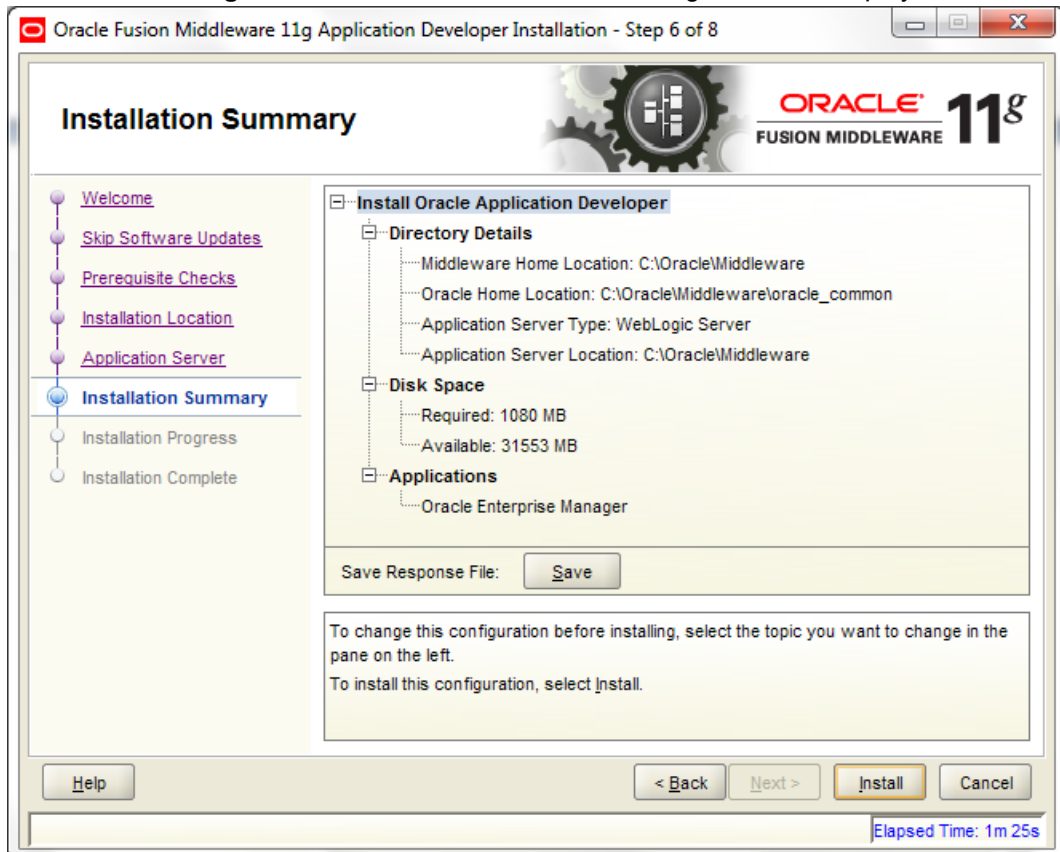 Oracle Fusion Middleware 11g Application Developer Installation - Step 6 of 8
Installation Summary
ORACLE 11g
FUSION MIDDLEWARE
Welcome
Skip Software Updates
Prerequisite Checks
Installation Location
Application Server
Installation Summary
Installation Progress
Installation Complete
Install Oracle Application Developer
Directory Details
Middleware Home Location: C:\Oracle\Middleware
Oracle Home Location: C:\Oracle\Middleware\oracle_common
Application Server Type: WebLogic Server
Application Server Location: C:\Oracle\Middleware
Disk Space
Required: 1080 MB
Available: 31553 MB
Applications
Oracle Enterprise Manager
Save Response File: Save
To change this configuration before installing, select the topic you want to change in the
pane on the left.
To install this configuration, select Install.
Help < Back Next > Install Cancel
Elapsed Time: 1m 25s